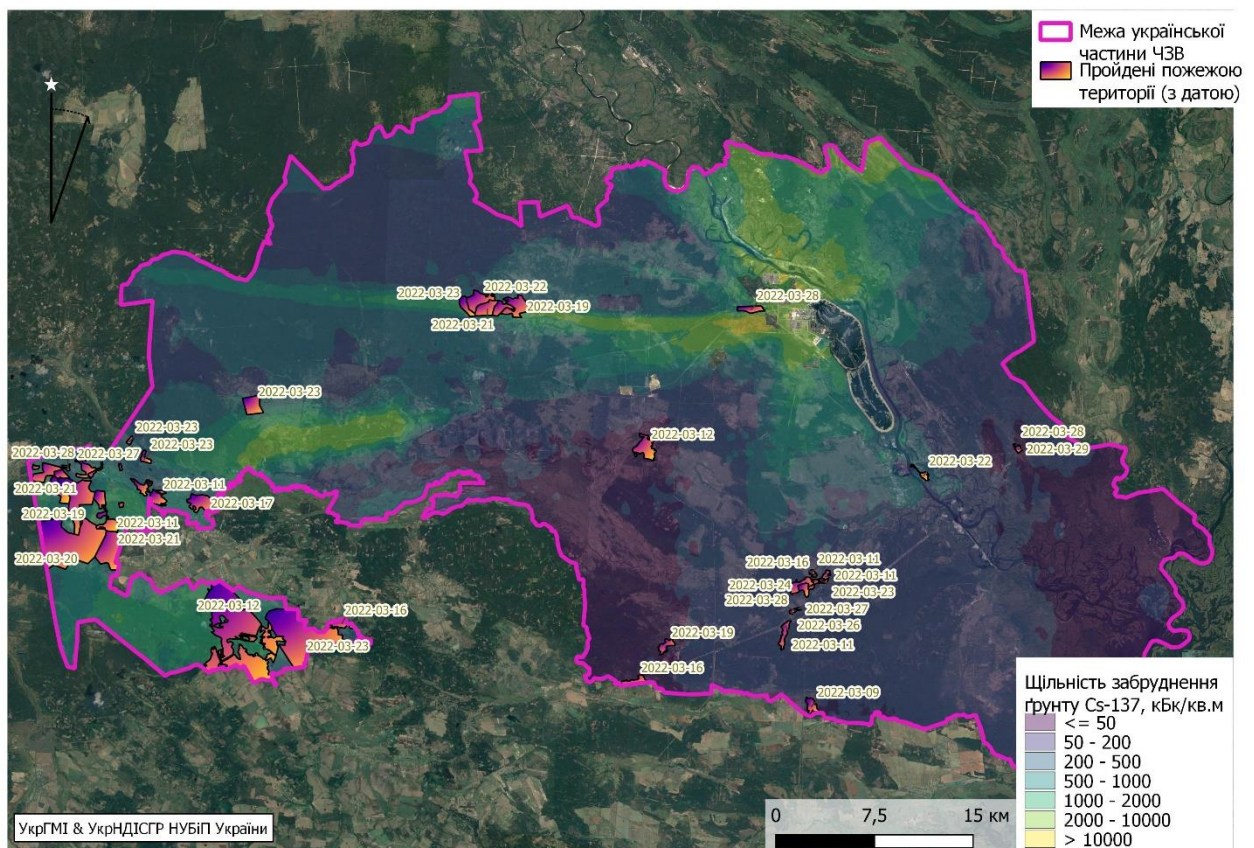 Межа української
частини ЧЗВ
Пройдені пожежою
території (з датою)
2022-03-23
2022-03-22
2022-03-19
2022-03-21
2022-03-28
2022-03-23
2022-03-23
2022-03-23
2022-03-12
2022-03-28
2022-03-29
2022-03-28
2022-03-27
2022-03-22
2022-03-21
2022-03-11
2022-03-17
2022-03-19
2022-03-11
2022-03-21
2022-03-20
2022-03-16
2022-03-11
2022-03-11
2022-03-24
2022-03-23
2022-03-28
2022-03-27
2022-03-12
2022-03-16
2022-03-26
2022-03-23
2022-03-19
2022-03-11
2022-03-16
2022-03-09
Щільність забруднення
ґрунту Cs-137, кБк/кв.м
<= 50
50 - 200
200 - 500
500 - 1000
1000 - 2000
2000 - 10000
> 10000
0 7,5 15 км
УкрГМІ & УкрНДІСГР НУБіП України